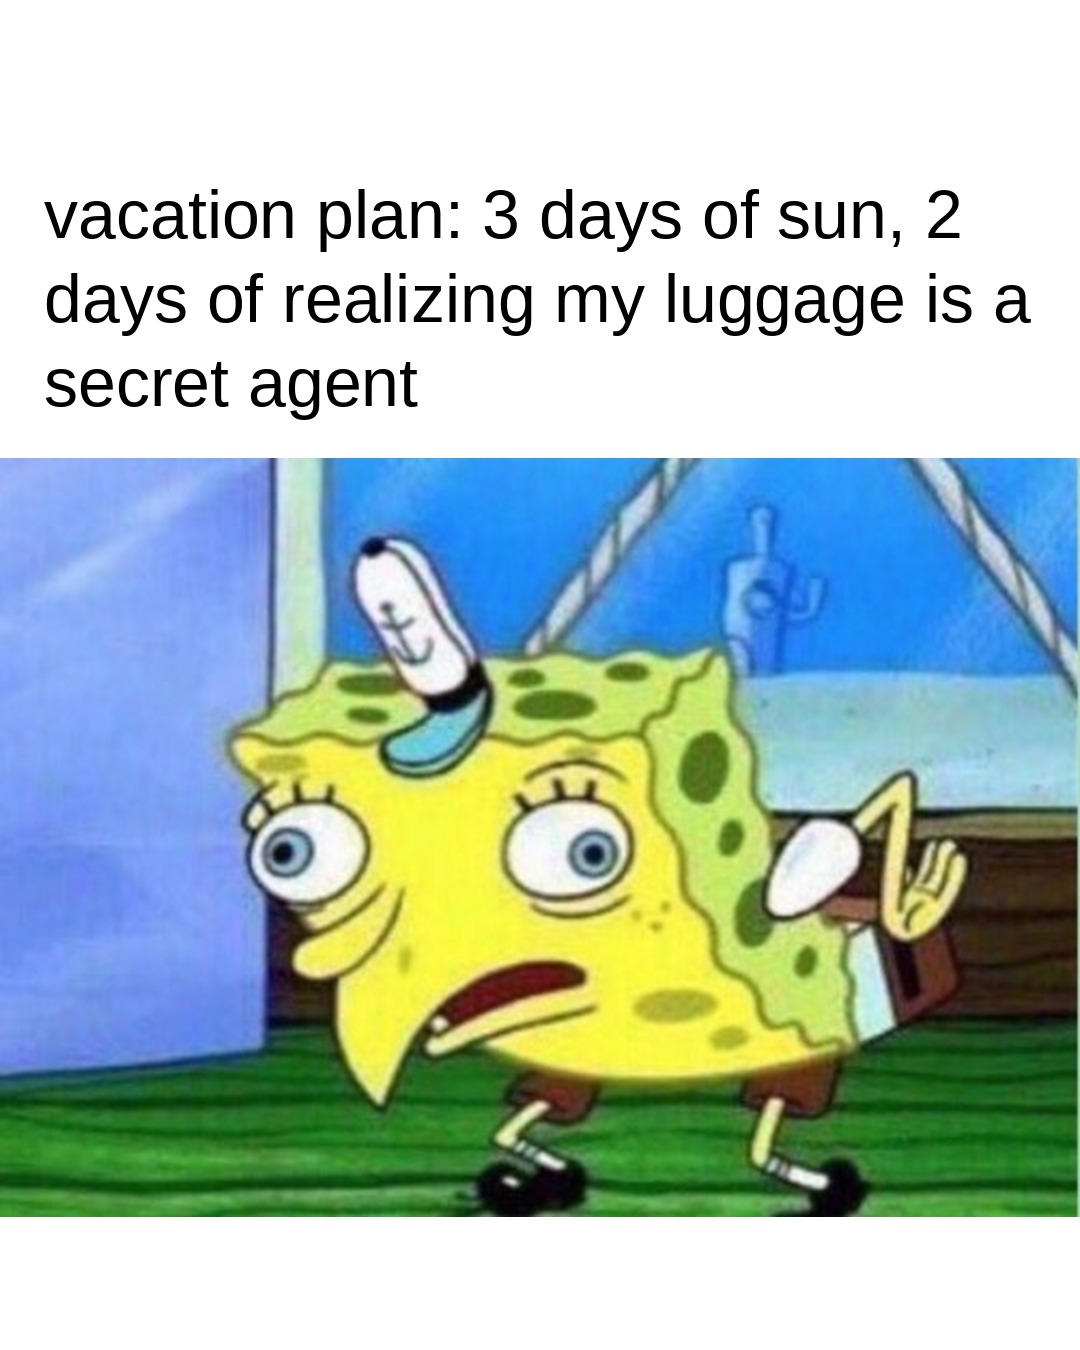 vacation plan: 3 days of sun, 2
days of realizing my luggage is a
secret agent